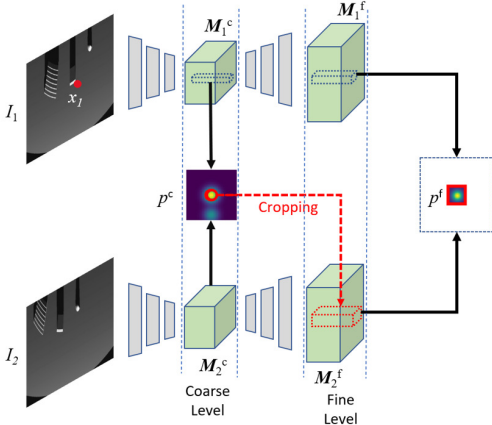 M₁ᶜ
M₁ᶠ
x₁
I₁
pᶜ
Cropping
pᶠ
I₂
M₂ᶜ
M₂ᶠ
Coarse
Level
Fine
Level